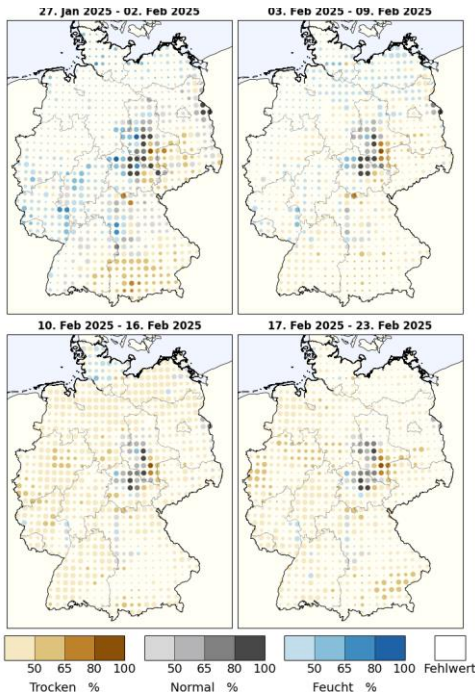 27. Jan 2025 - 02. Feb 2025
03. Feb 2025 - 09. Feb 2025
10. Feb 2025 - 16. Feb 2025
17. Feb 2025 - 23. Feb 2025
50 65 80 100
50 65 80 100
50 65 80 100
Fehlwert
Trocken %
Normal %
Feucht %